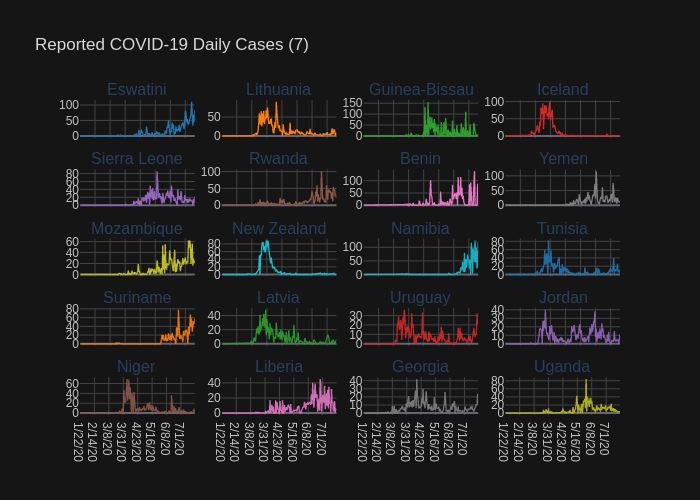 Reported COVID-19 Daily Cases (7)
Eswatini Lithuania Guinea-Bissau Iceland
100 50 0
50 0
150 100 50 0
100 50 0
Sierra Leone Rwanda Benin Yemen
80 60 40 20 0
100 50 0
100 50 0
100 50 0
Mozambique New Zealand Namibia Tunisia
60 40 20 0
80 60 40 20 0
100 50 0
80 60 40 20 0
Suriname Latvia Uruguay Jordan
80 60 40 20 0
40 20 0
30 20 10 0
40 30 20 10 0
Niger Liberia Georgia Uganda
60 40 20 0
40 20 0
40 30 20 10 0
80 60 40 20 0
1/22/20 2/14/20 3/8/20 3/31/20 4/23/20 5/16/20 6/8/20 7/1/20
1/22/20 2/14/20 3/8/20 3/31/20 4/23/20 5/16/20 6/8/20 7/1/20
1/22/20 2/14/20 3/8/20 3/31/20 4/23/20 5/16/20 6/8/20 7/1/20
1/22/20 2/14/20 3/8/20 3/31/20 4/23/20 5/16/20 6/8/20 7/1/20